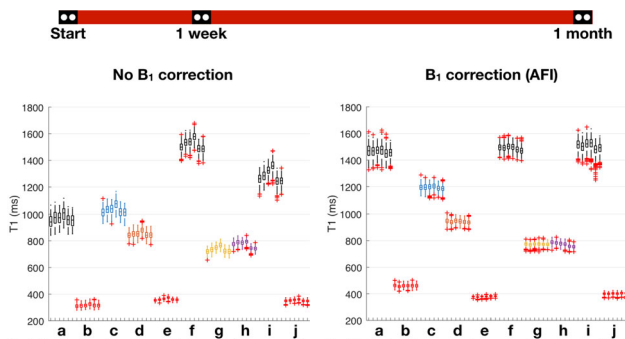 Start 1 week 1 month
No B₁ correction
1800
1600
1400
1200
1000
800
600
400
200
T1 (ms)
a b c d e f g h i j
B₁ correction (AFI)
1800
1600
1400
1200
1000
800
600
400
200
T1 (ms)
a b c d e f g h i j